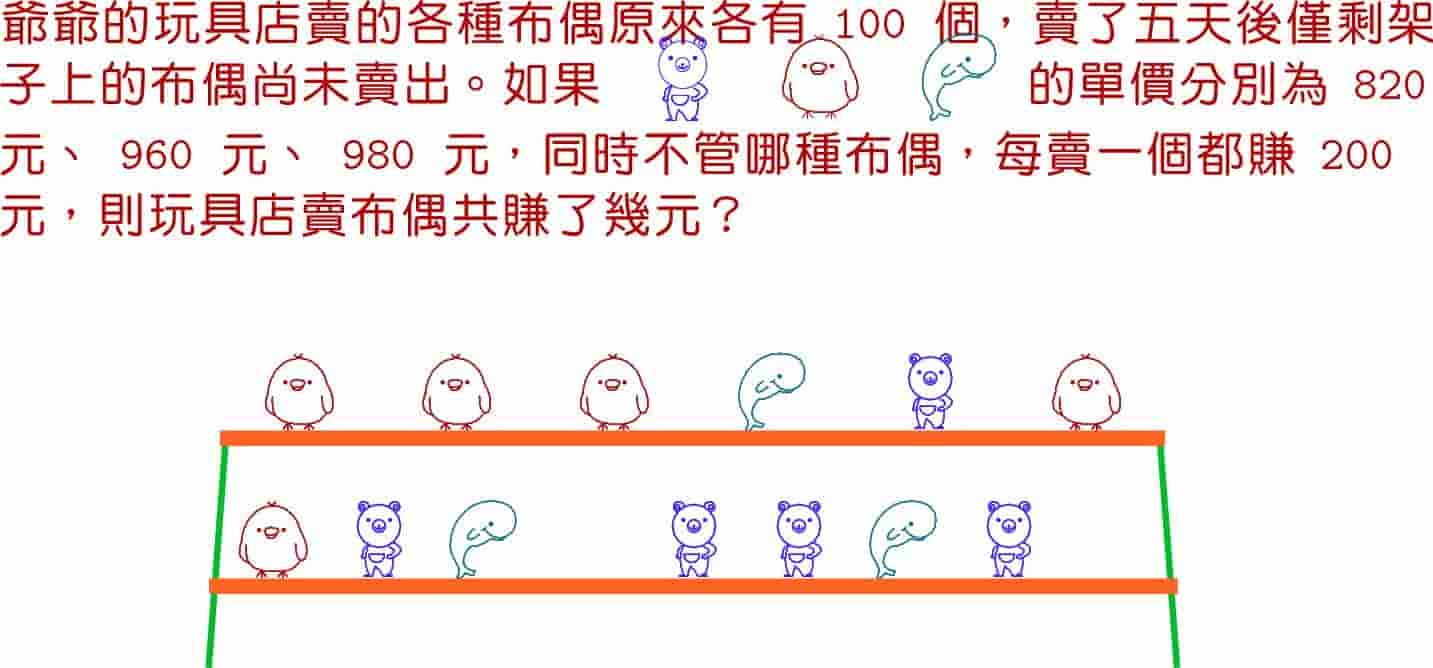 爺爺的玩具店賣的各種布偶原來各有 100 個，賣了五天後僅剩架
子上的布偶尚未賣出。如果 的單價分別為 820
元、 960 元、 980 元，同時不管哪種布偶，每賣一個都賺 200
元，則玩具店賣布偶共賺了幾元？